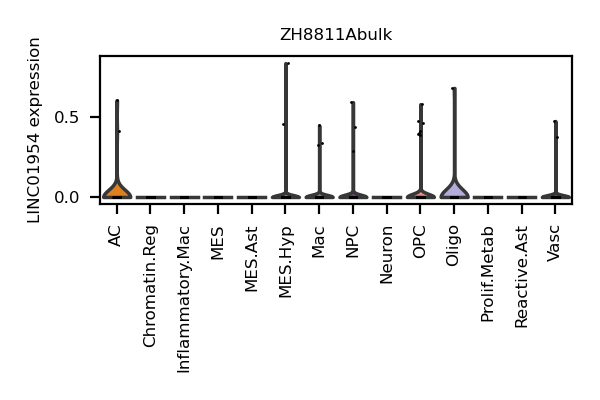 ZH8811Abulk
LINC01954 expression
0.5
0.0
AC
Chromatin.Reg
Inflammatory.Mac
MES
MES.Ast
MES.Hyp
Mac
NPC
Neuron
OPC
Oligo
Prolif.Metab
Reactive.Ast
Vasc